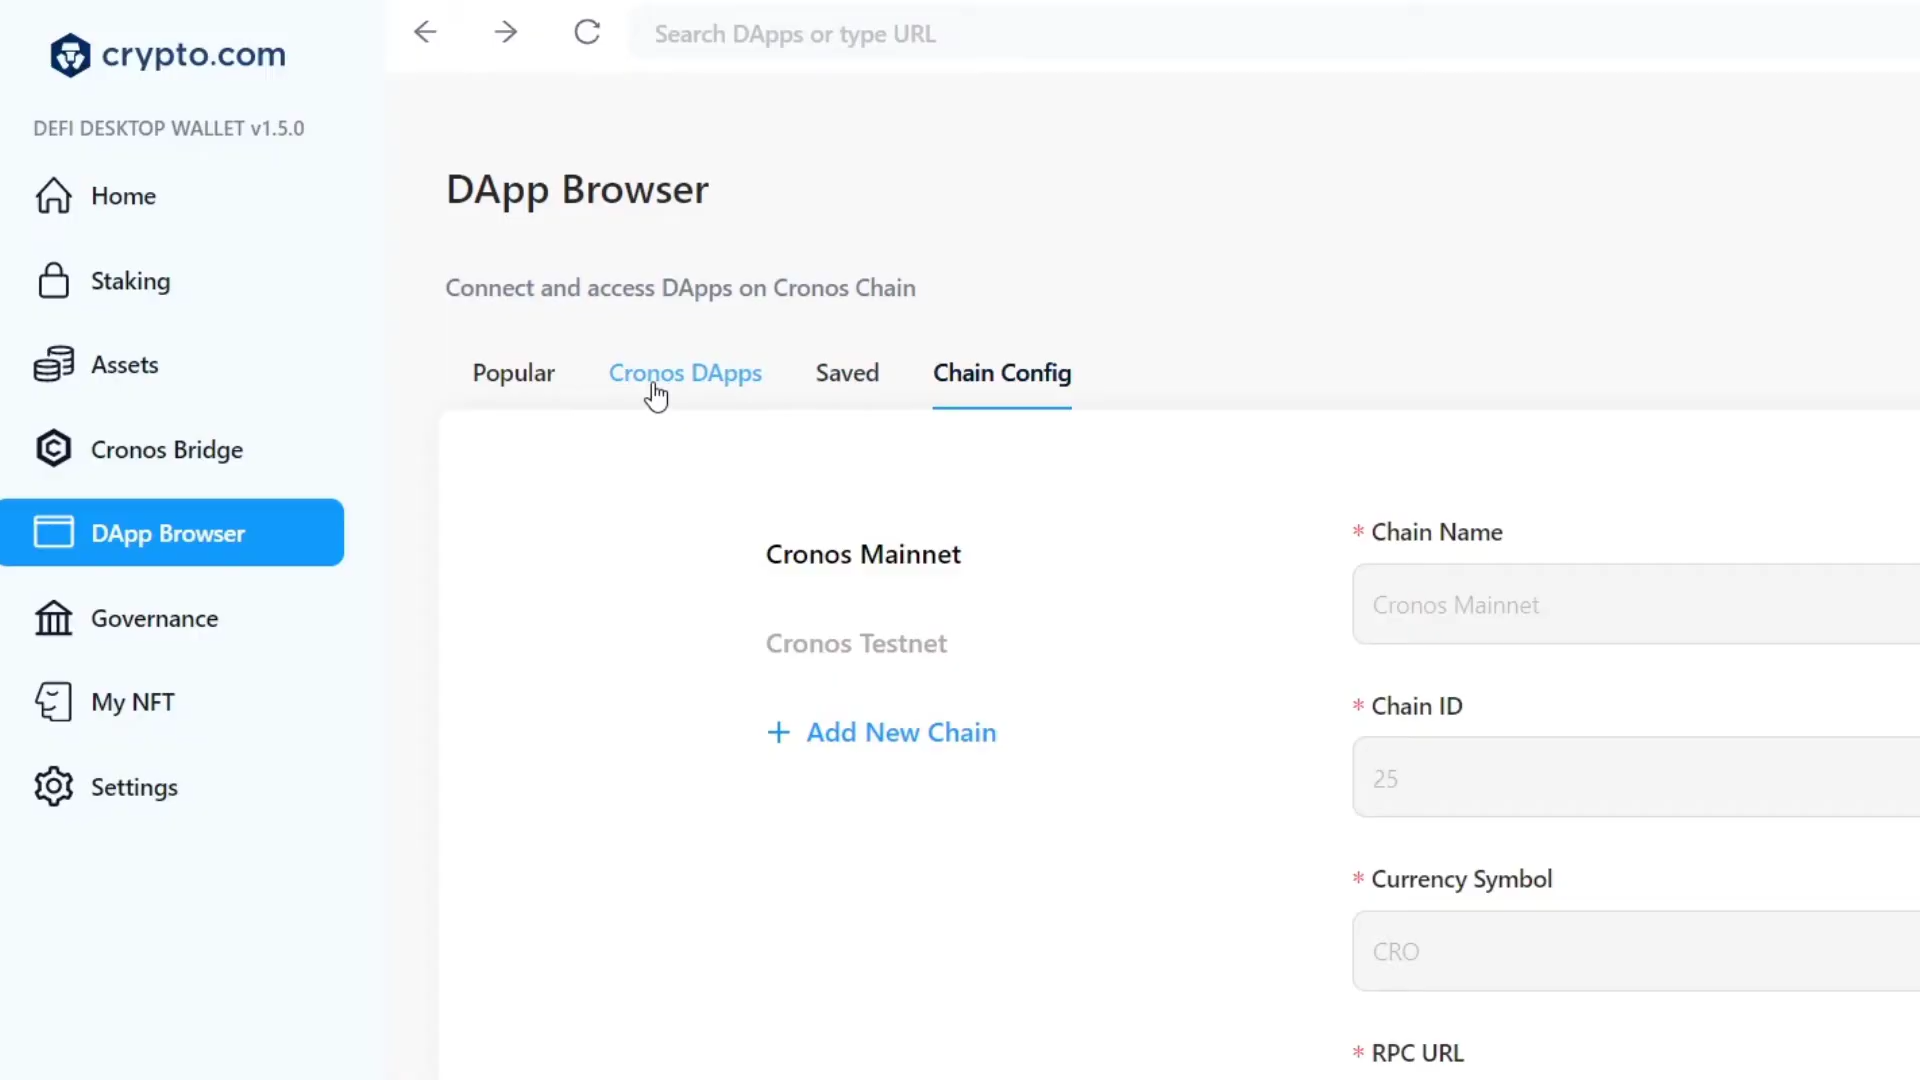 crypto.com
Search DApps or type URL
DEFI DESKTOP WALLET v1.5.0
Home
Staking
Assets
Cronos Bridge
DApp Browser
Governance
My NFT
Settings
DApp Browser
Connect and access DApps on Cronos Chain
Popular Cronos DApps Saved Chain Config
Cronos Mainnet
Cronos Testnet
+ Add New Chain
* Chain Name
Cronos Mainnet
* Chain ID
25
* Currency Symbol
CRO
* RPC URL